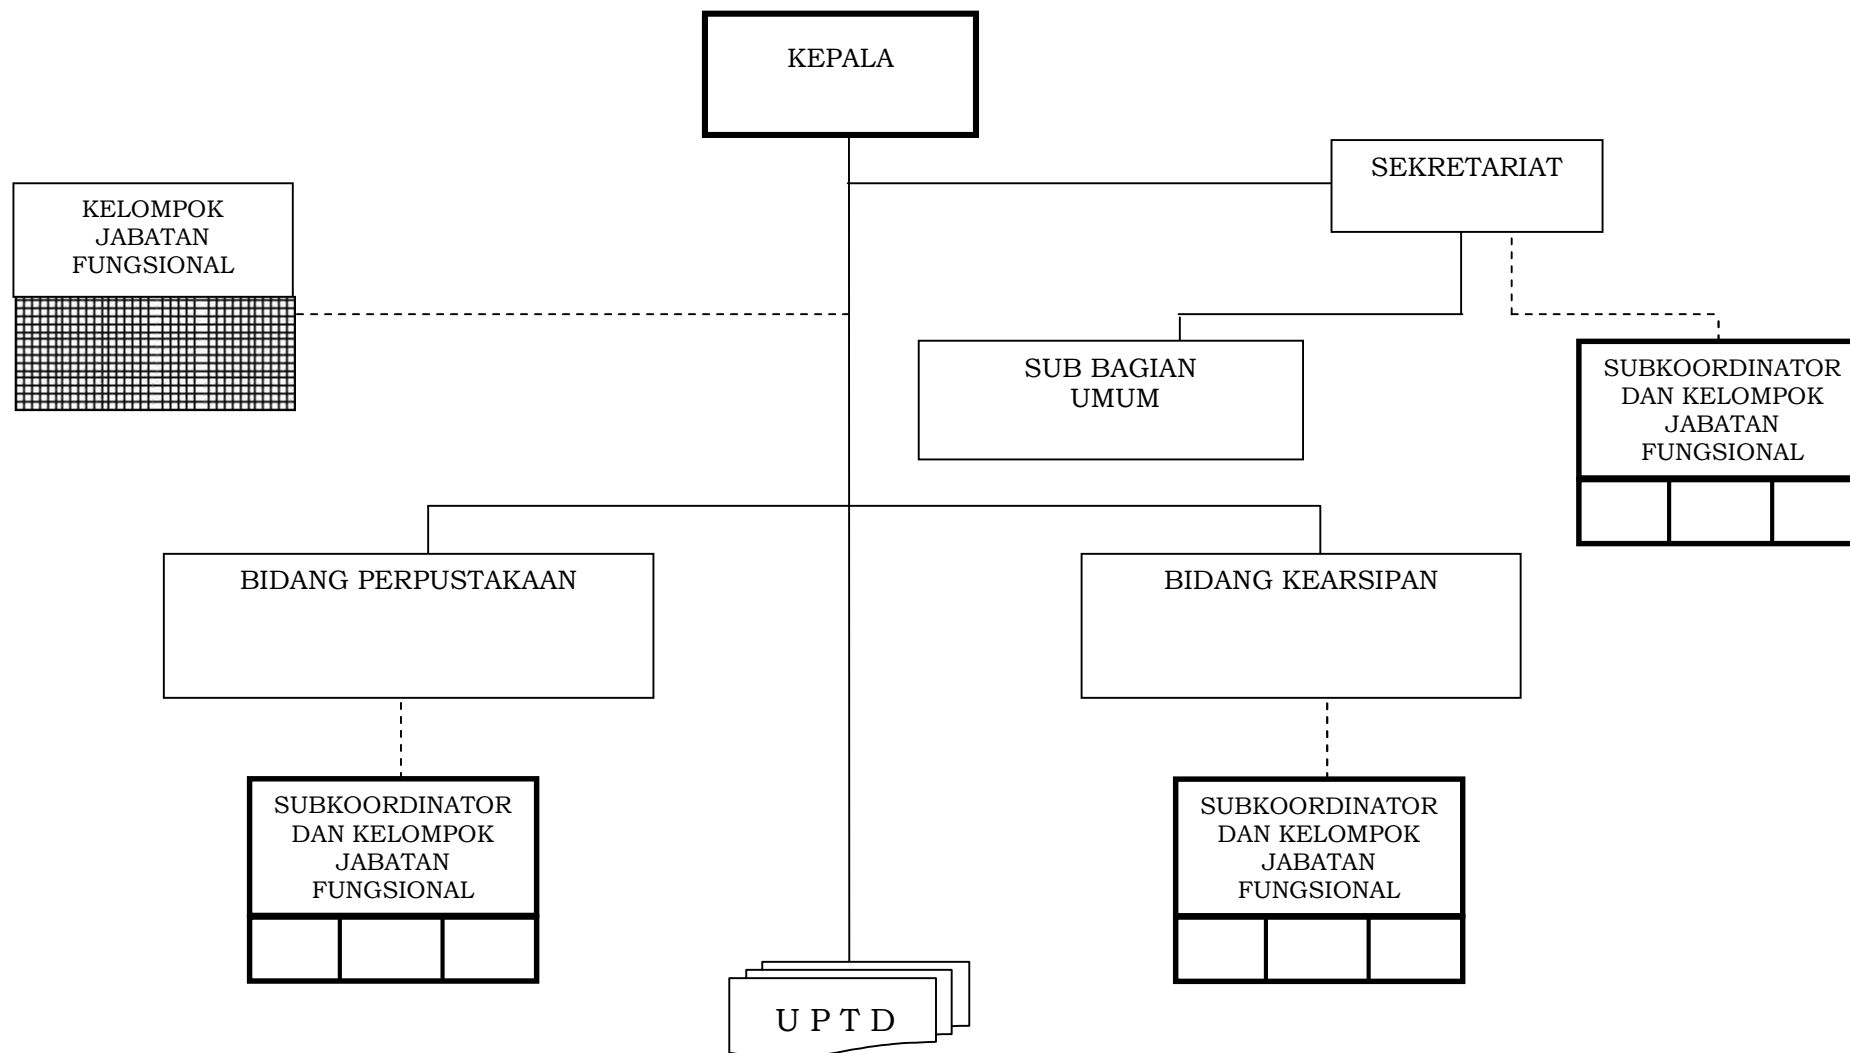 KEPALA
SEKRETARIAT
KELOMPOK
JABATAN
FUNGSIONAL
SUB BAGIAN
UMUM
SUBKOORDINATOR
DAN KELOMPOK
JABATAN
FUNGSIONAL
BIDANG PERPUSTAKAAN
BIDANG KEARSIPAN
SUBKOORDINATOR
DAN KELOMPOK
JABATAN
FUNGSIONAL
SUBKOORDINATOR
DAN KELOMPOK
JABATAN
FUNGSIONAL
U P T D